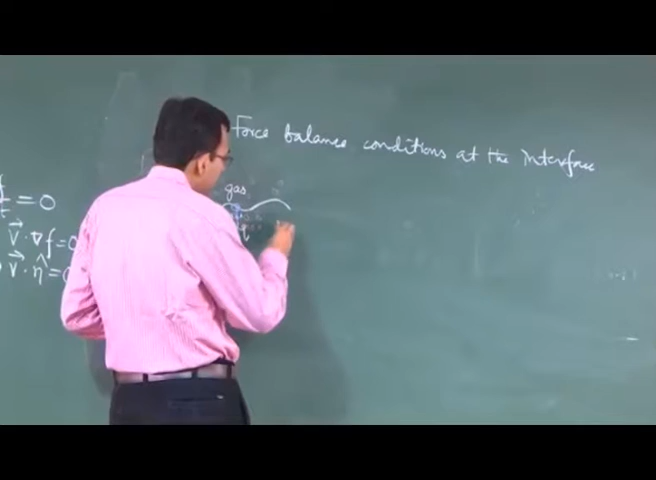 Force balance conditions at the interface
gas
= 0
V⃗ · ∇f = 0
V⃗ · η̂ = 0